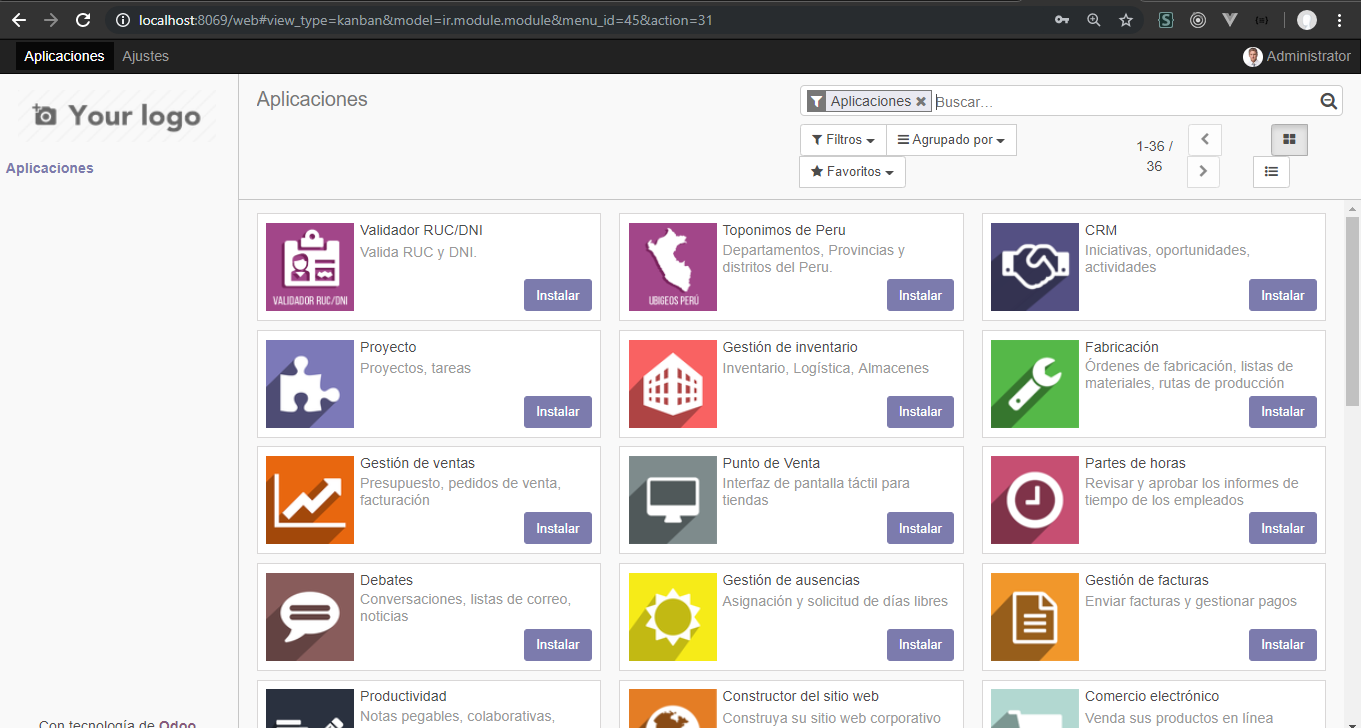 localhost:8069/web#view_type=kanban&model=ir.module.module&menu_id=45&action=31
Aplicaciones Ajustes Administrator
Your logo
Aplicaciones
Aplicaciones
Aplicaciones Buscar...
Filtros Agrupado por
Favoritos
1-36 /
36
Validador RUC/DNI
Valida RUC y DNI.
VALIDADOR RUC/DNI
Instalar
Toponimos de Peru
Departamentos, Provincias y
distritos del Peru.
UBIGEOS PERÚ
Instalar
CRM
Iniciativas, oportunidades,
actividades
Instalar
Proyecto
Proyectos, tareas
Instalar
Gestión de inventario
Inventario, Logística, Almacenes
Instalar
Fabricación
Órdenes de fabricación, listas de
materiales, rutas de producción
Instalar
Gestión de ventas
Presupuesto, pedidos de venta,
facturación
Instalar
Punto de Venta
Interfaz de pantalla táctil para
tiendas
Instalar
Partes de horas
Revisar y aprobar los informes de
tiempo de los empleados
Instalar
Debates
Conversaciones, listas de correo,
noticias
Instalar
Gestión de ausencias
Asignación y solicitud de días libres
Instalar
Gestión de facturas
Enviar facturas y gestionar pagos
Instalar
Productividad
Notas pegables, colaborativas,
Constructor del sitio web
Construya su sitio web corporativo
Comercio electrónico
Venda sus productos en línea
Con tecnología de Odoo